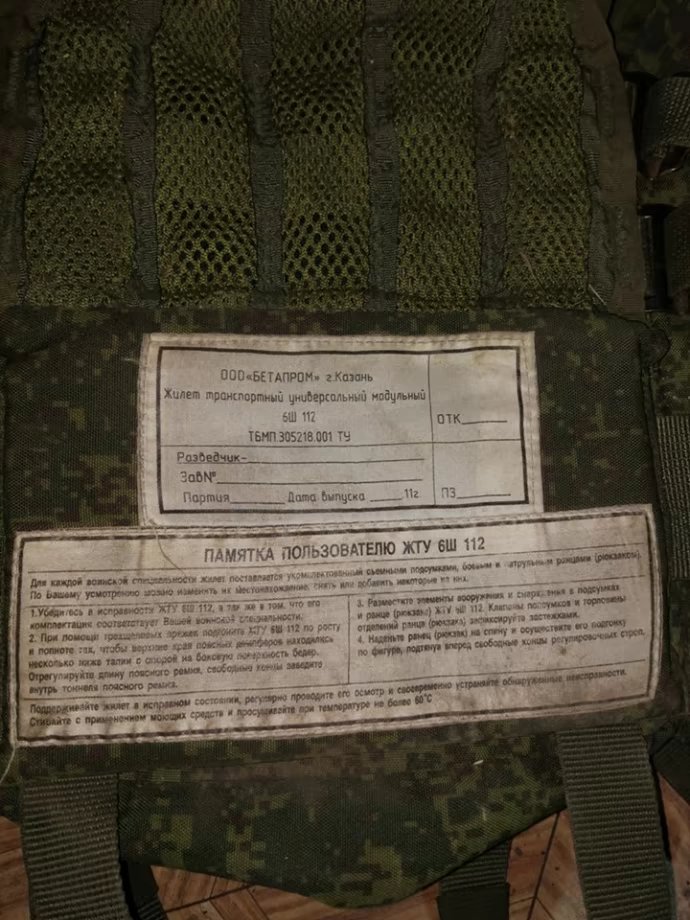 ООО«БЕТАПРОМ» г.Казань
Жилет транспортный универсальный модульный
6Ш 112
ТБМП.305218.001 ТУ
ОТК
Разведчик-
Зав№
Партия Дата выпуска 11г.
ПЗ
ПАМЯТКА ПОЛЬЗОВАТЕЛЮ ЖТУ 6Ш 112
Для каждой воинской специальности жилет поставляется укомплектованный съемными подсумками, боевым и патрульным ранцами (рюкзаком).
По Вашему усмотрению можно изменять их местонахождение, снять или добавить некоторые из них.
1.Убедитесь в исправности ЖТУ 6Ш 112, а так же в том, что его
комплектация соответствует Вашей воинской специальности.
2. При помощи трехщелевых пряжек подгонить ЖТУ 6Ш 112 по росту
и полноте так, чтобы верхние края поясных демпферов находились
несколько ниже талии с опорой на боковую поверхность бедер.
Отрегулируйте длину поясного ремня, свободные концы заводите
внутрь тоннеля поясного ремня.
3. Разместите элементы вооружения и снаряжения в подсумках
и ранце (рюкзаке) ЖТУ 6Ш 112. Клапаны подсумков и горловины
отделений ранца (рюкзака) зафиксируйте застежками.
4. Наденьте ранец (рюкзак) на спину и осуществите его подгонку
по фигуре, подтянув вперед свободные концы регулировочных строп.
Поддерживайте жилет в исправном состоянии, регулярно проводите его осмотр и своевременно устраняйте обнаруженные неисправности.
Стирайте с применением моющих средств и просушивайте при температуре не более 60°С